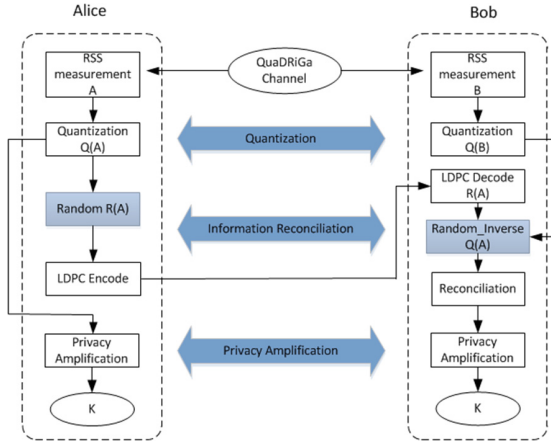 Alice
Bob
RSS
measurement
A
QuaDRiGa
Channel
RSS
measurement
B
Quantization
Q(A)
Quantization
Quantization
Q(B)
LDPC Decode
R(A)
Random R(A)
Information Reconciliation
Random_Inverse
Q(A)
LDPC Encode
Reconciliation
Privacy
Amplification
Privacy Amplification
Privacy
Amplification
K
K